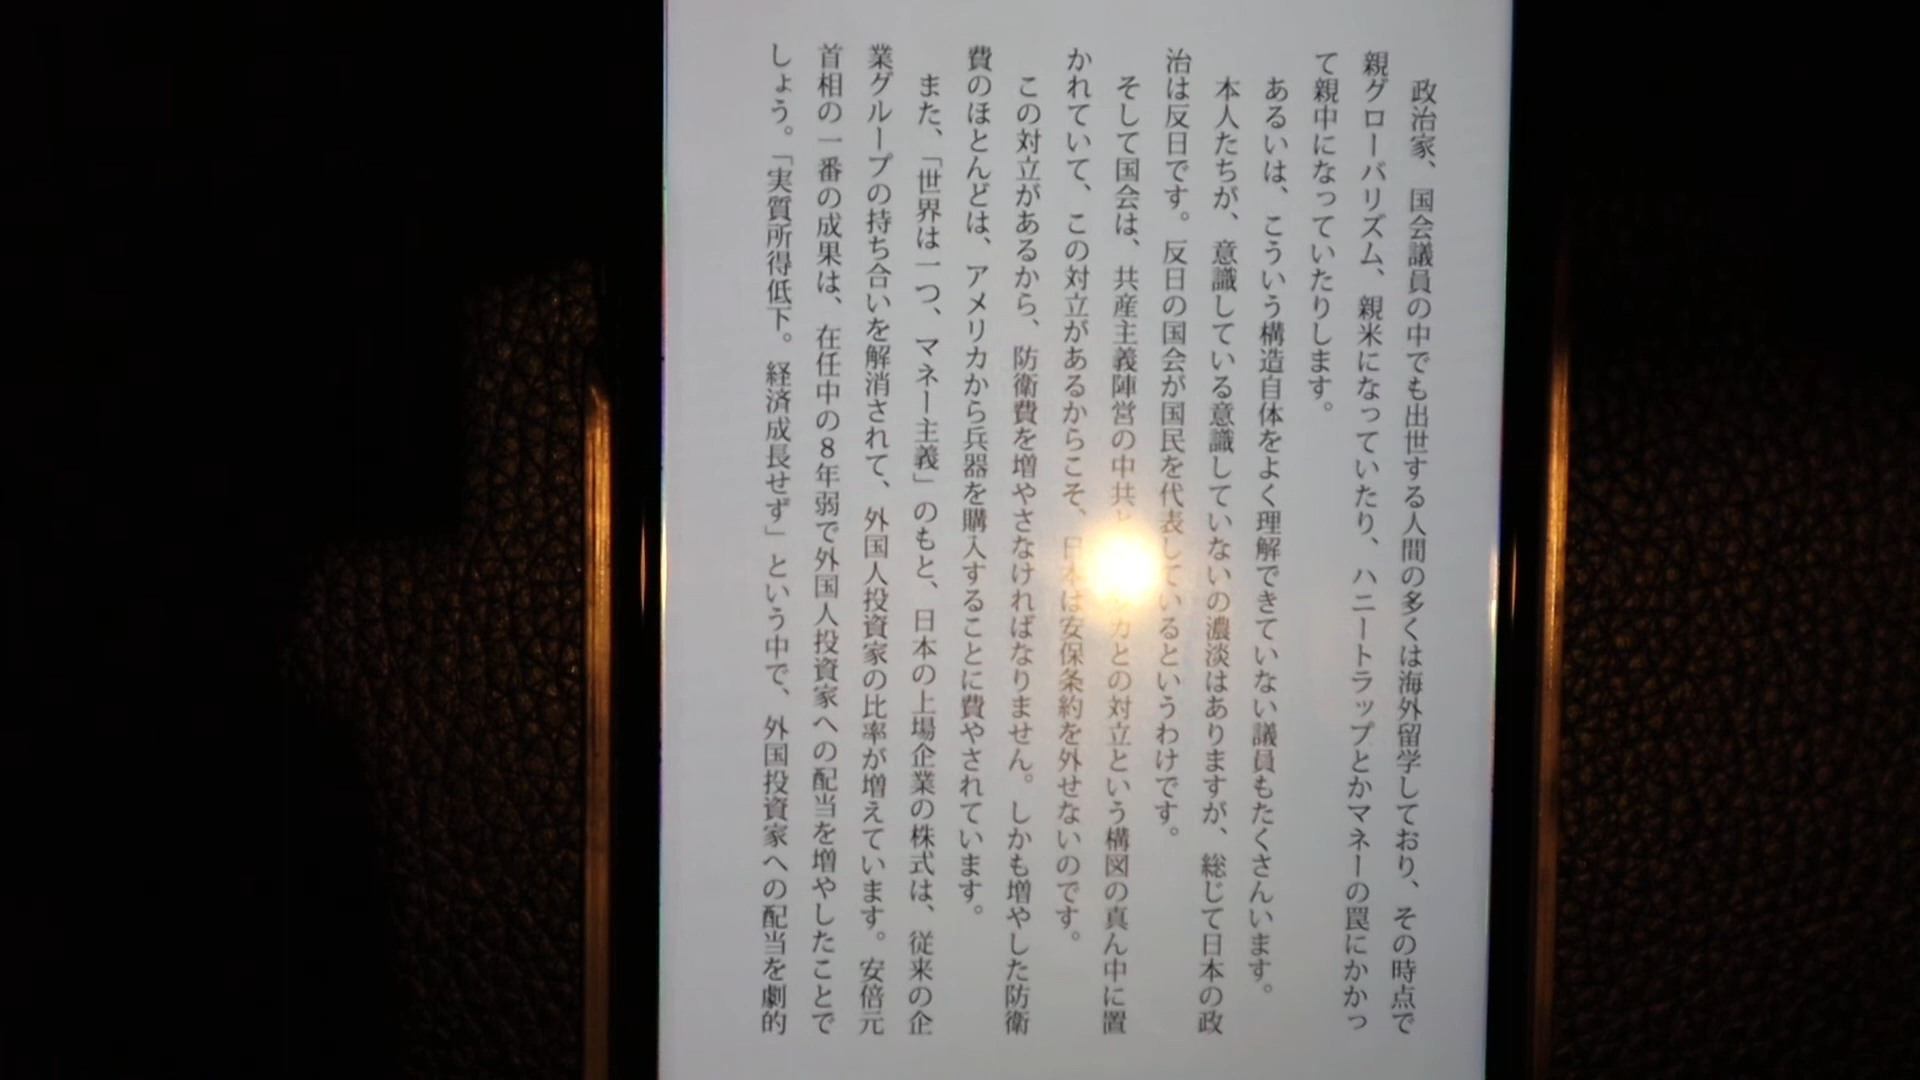 政治家、国会議員の中でも出世する人間の多くは海外留学しており、その時点で
親グローバリズム、親米になっていたり、ハニートラップとかマネーの罠にかかっ
て親中になっていたりします。
あるいは、こういう構造自体をよく理解できていない議員もたくさんいます。
本人たちが、意識している意識していないの濃淡はありますが、総じて日本の政
治は反日です。反日の国会が国民を代表しているというわけです。
そして国会は、共産主義陣営の中共と カとの対立という構図の真ん中に置
かれていて、この対立があるからこそ、日本は安保条約を外せないのです。
この対立があるから、防衛費を増やさなければなりません。しかも増やした防衛
費のほとんどは、アメリカから兵器を購入することに費やされています。
また、「世界は一つ、マネー主義」のもと、日本の上場企業の株式は、従来の企
業グループの持ち合いを解消されて、外国人投資家の比率が増えています。安倍元
首相の一番の成果は、在任中の8年弱で外国人投資家への配当を増やしたことで
しょう。「実質所得低下。経済成長せず」という中で、外国投資家への配当を劇的